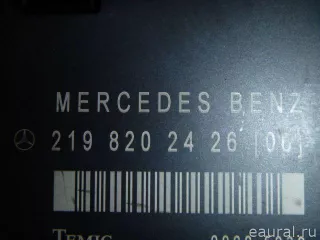 MERCEDES BENZ
219 820 24 26 [00]
TEMIC
eaural.ru